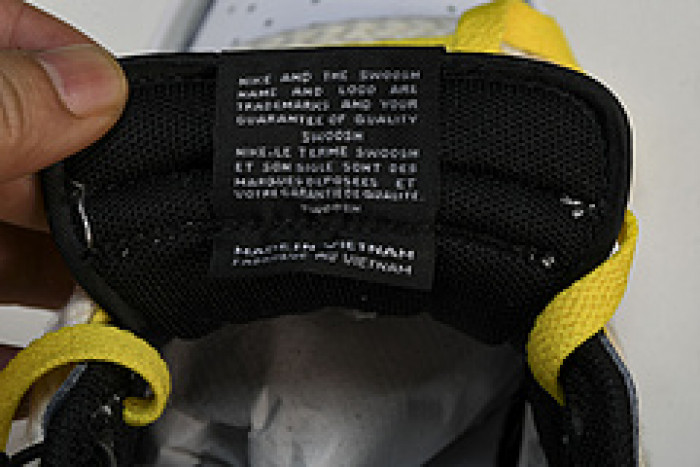 NIKE AND THE SWOOSH
NAME AND LOGO ARE
TRADEMARKS AND YOUR
GUARANTEE OF QUALITY
SWOOSH
NIKE-LE TERME SWOOSH
ET SON SIGLE SONT DES
MARQUES DEPOSEES ET
VOTRE GARANTIE DE QUALITE.
SWOOSH
MADE IN VIETNAM
FABRIQUE AU VIETNAM